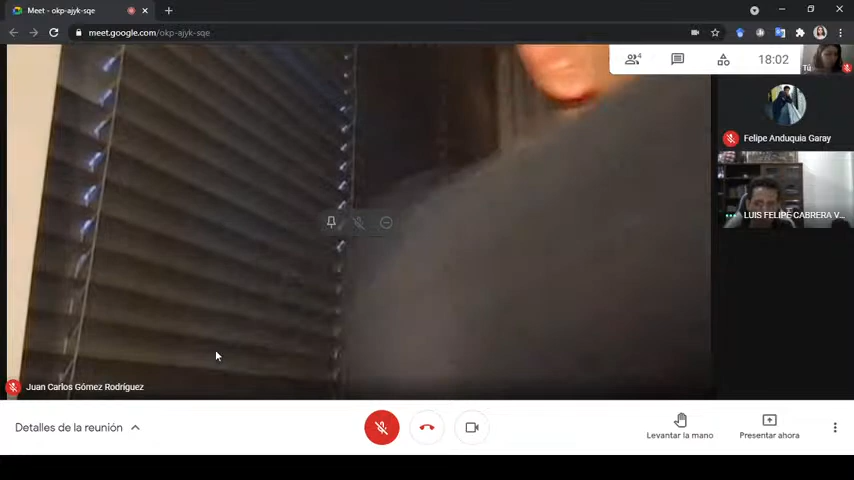 Meet - okp-ajyk-sqe
meet.google.com/okp-ajyk-sqe
4
18:02
Tú
Felipe Anduquia Garay
LUIS FELIPE CABRERA V...
Juan Carlos Gómez Rodríguez
Detalles de la reunión
Levantar la mano
Presentar ahora